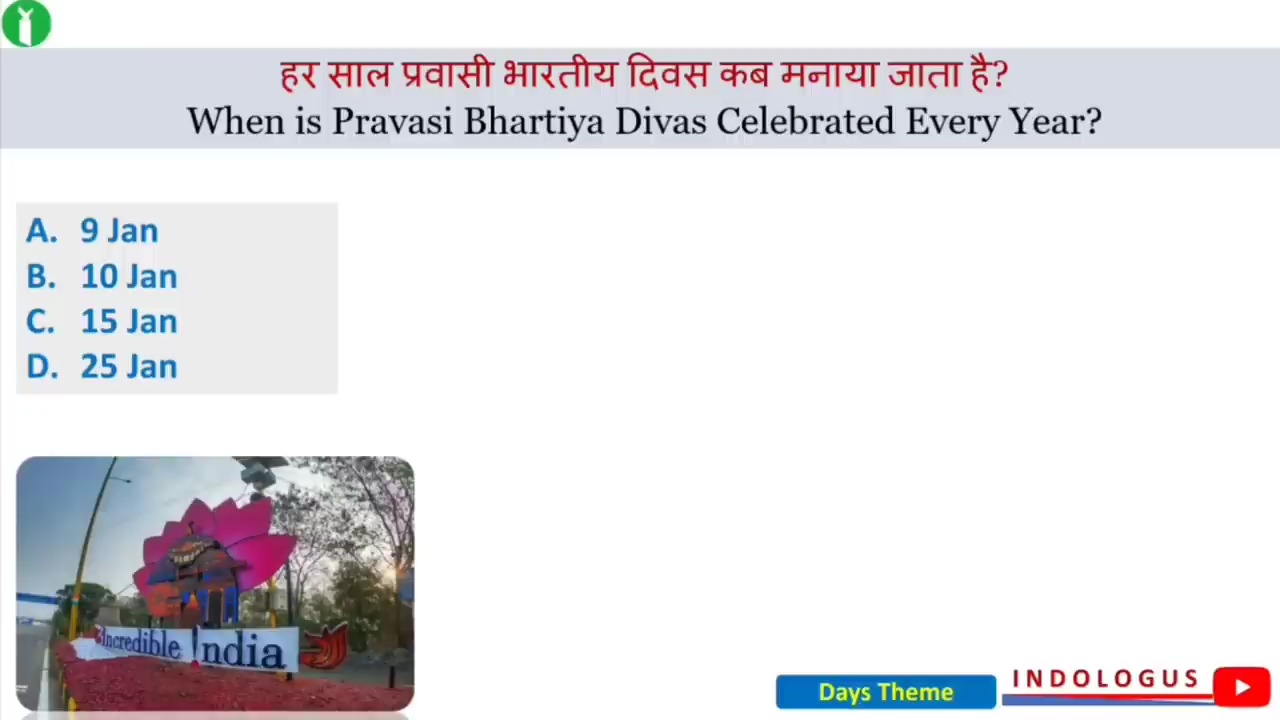 हर साल प्रवासी भारतीय दिवस कब मनाया जाता है?
When is Pravasi Bhartiya Divas Celebrated Every Year?
A. 9 Jan
B. 10 Jan
C. 15 Jan
D. 25 Jan
Incredible !ndia
Days Theme
INDOLOGUS